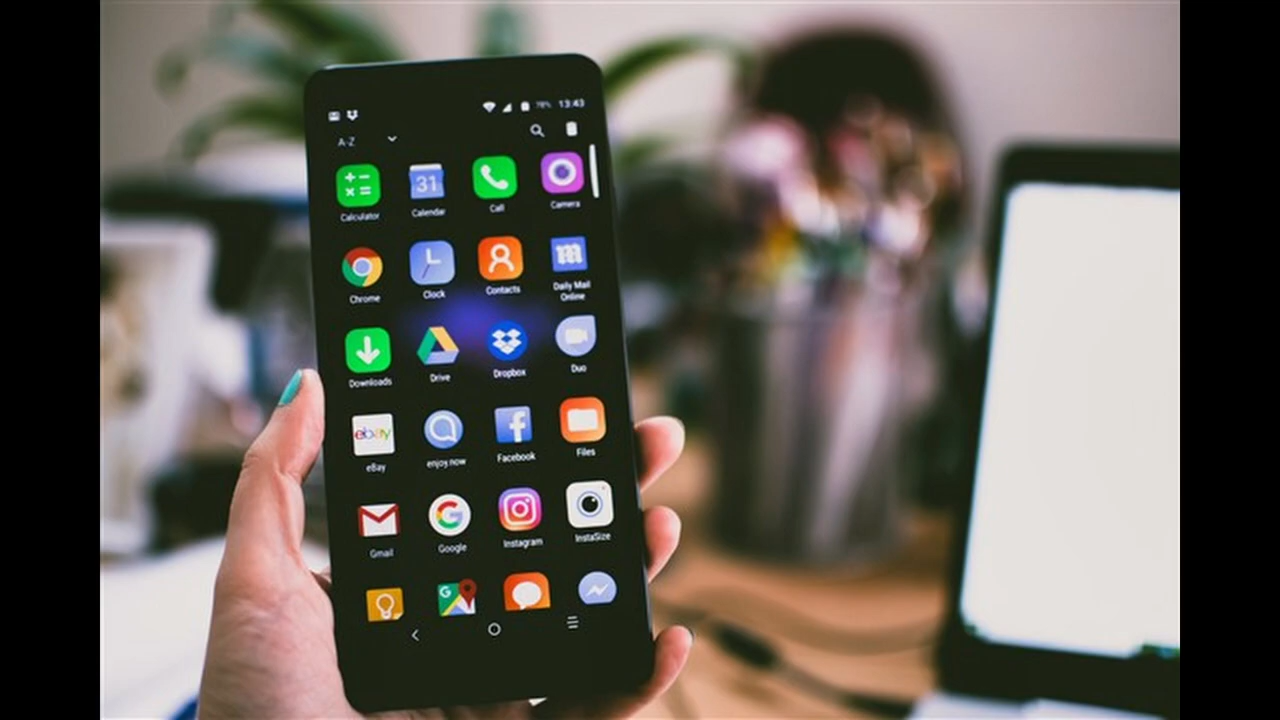 78% 13:43
A-Z
31
Calculator Calendar Call Camera
Chrome Clock Contacts Daily Mail
Online
Downloads Drive Dropbox Duo
ebay
eBay enjoy.now Facebook Files
Gmail Google Instagram InstaSize
G